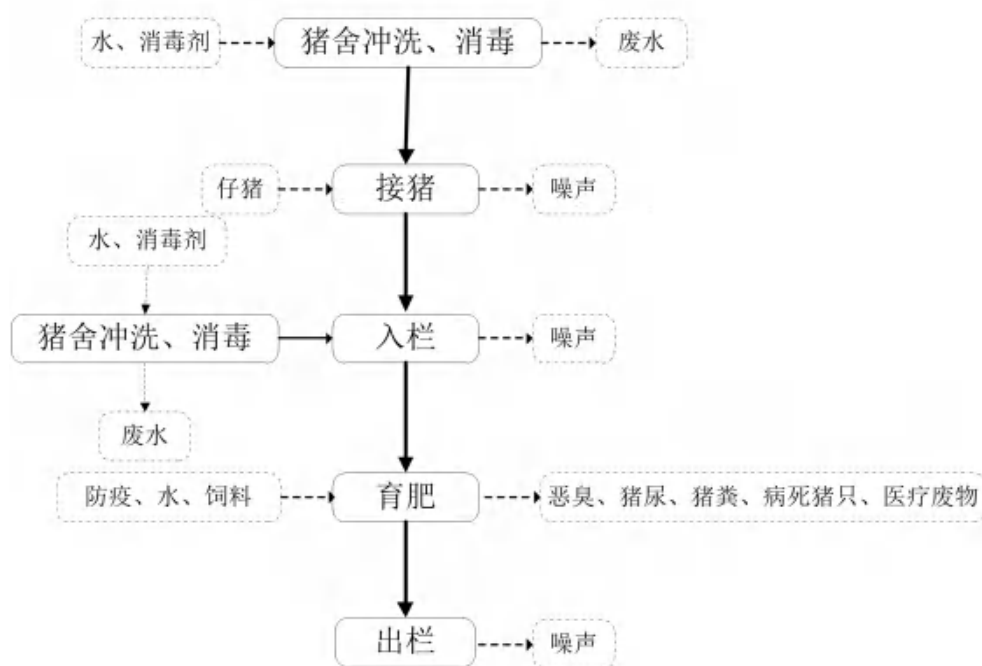 水、消毒剂
猪舍冲洗、消毒
废水
仔猪
接猪
噪声
水、消毒剂
猪舍冲洗、消毒
入栏
噪声
废水
防疫、水、饲料
育肥
恶臭、猪尿、猪粪、病死猪只、医疗废物
出栏
噪声